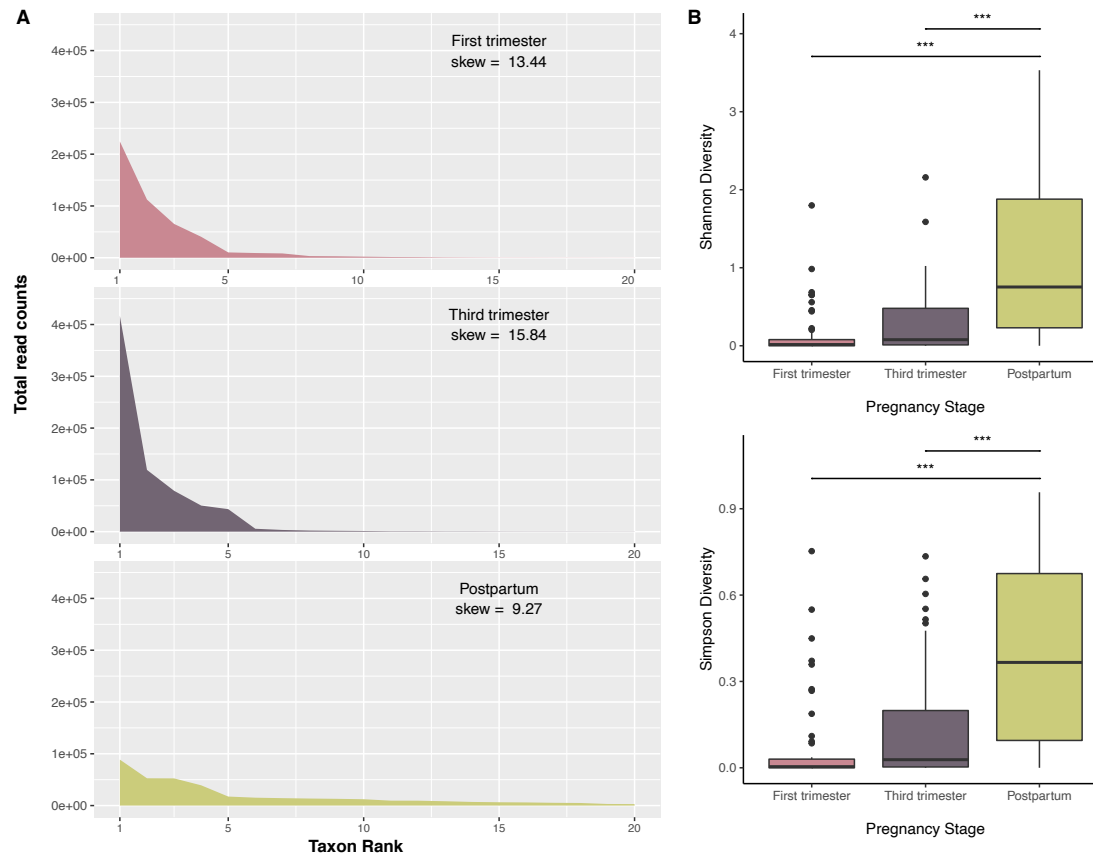 A
Total read counts
4e+05
3e+05
2e+05
1e+05
0e+00
First trimester
skew = 13.44
1
5
10
15
20
4e+05
3e+05
2e+05
1e+05
0e+00
Third trimester
skew = 15.84
1
5
10
15
20
4e+05
3e+05
2e+05
1e+05
0e+00
Postpartum
skew = 9.27
1
5
10
15
20
Taxon Rank
B
Shannon Diversity
4
3
2
1
0
***
***
First trimester
Third trimester
Postpartum
Pregnancy Stage
Simpson Diversity
0.9
0.6
0.3
0.0
***
***
First trimester
Third trimester
Postpartum
Pregnancy Stage